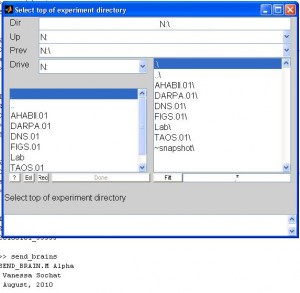 Select top of experiment directory
Dir N:\
Up N:
Prev N:\
Drive N:
.\
..
..\
AHABII.01
AHABII.01\
DARPA.01
DARPA.01\
DNS.01
DNS.01\
FIGS.01
FIGS.01\
Lab
Lab\
TAOS.01
TAOS.01\
~snapshot\
? Ed Rec Done Filt *
Select top of experiment directory
>> send_brains
SEND_BRAIN.M Alpha
Vanessa Sochat
August, 2010